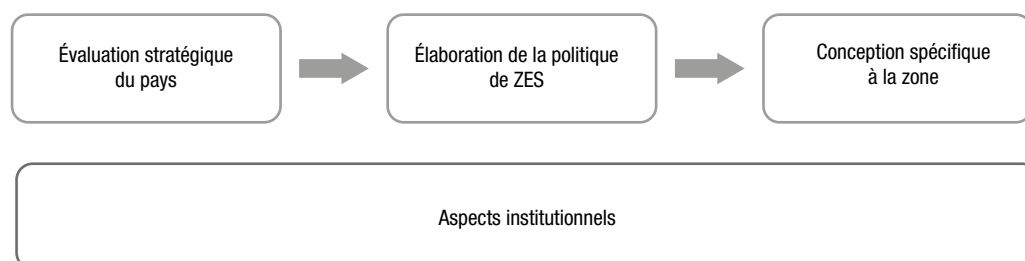 Évaluation stratégique
du pays
Élaboration de la politique
de ZES
Conception spécifique
à la zone
Aspects institutionnels